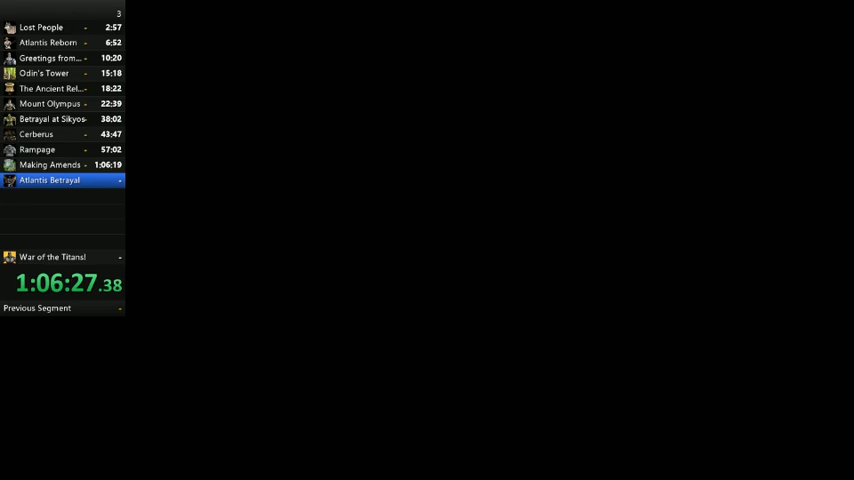 3
Lost People - 2:57
Atlantis Reborn - 6:52
Greetings from... - 10:20
Odin's Tower - 15:18
The Ancient Rel... - 18:22
Mount Olympus - 22:39
Betrayal at Sikyos - 38:02
Cerberus - 43:47
Rampage - 57:02
Making Amends - 1:06:19
Atlantis Betrayal -
War of the Titans! -
1:06:27.38
Previous Segment -